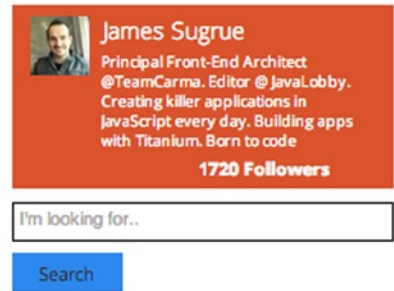 James Sugrue
Principal Front-End Architect
@TeamCarma. Editor @ JavaLobby.
Creating killer applications in
JavaScript every day. Building apps
with Titanium. Born to code
1720 Followers
I'm looking for..
Search